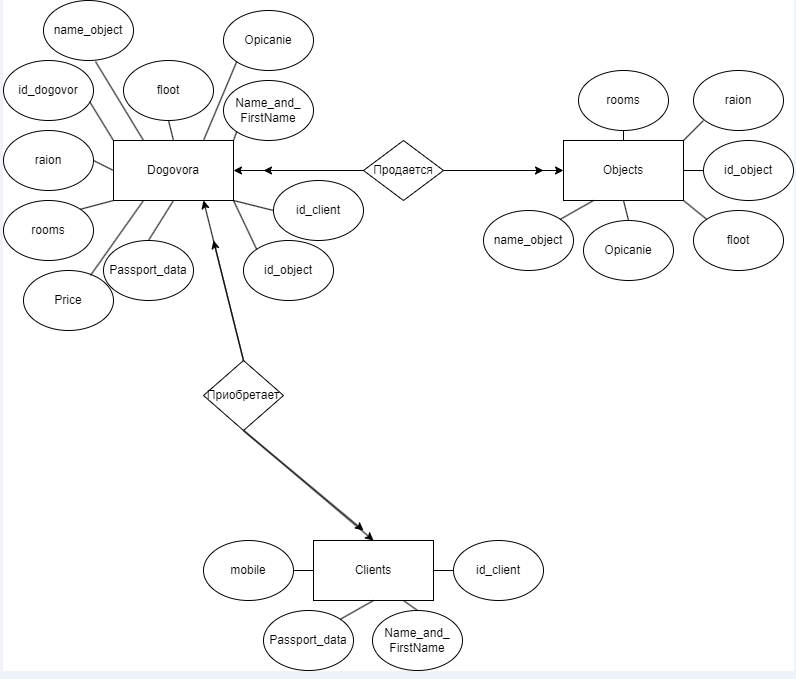 name_object
Opicanie
id_dogovor
floot
Name_and_
FirstName
raion
Dogovora
rooms
id_client
Price
Passport_data
id_object
Продается
rooms
raion
Objects
id_object
name_object
Opicanie
floot
Приобретает
mobile
Clients
id_client
Passport_data
Name_and_
FirstName